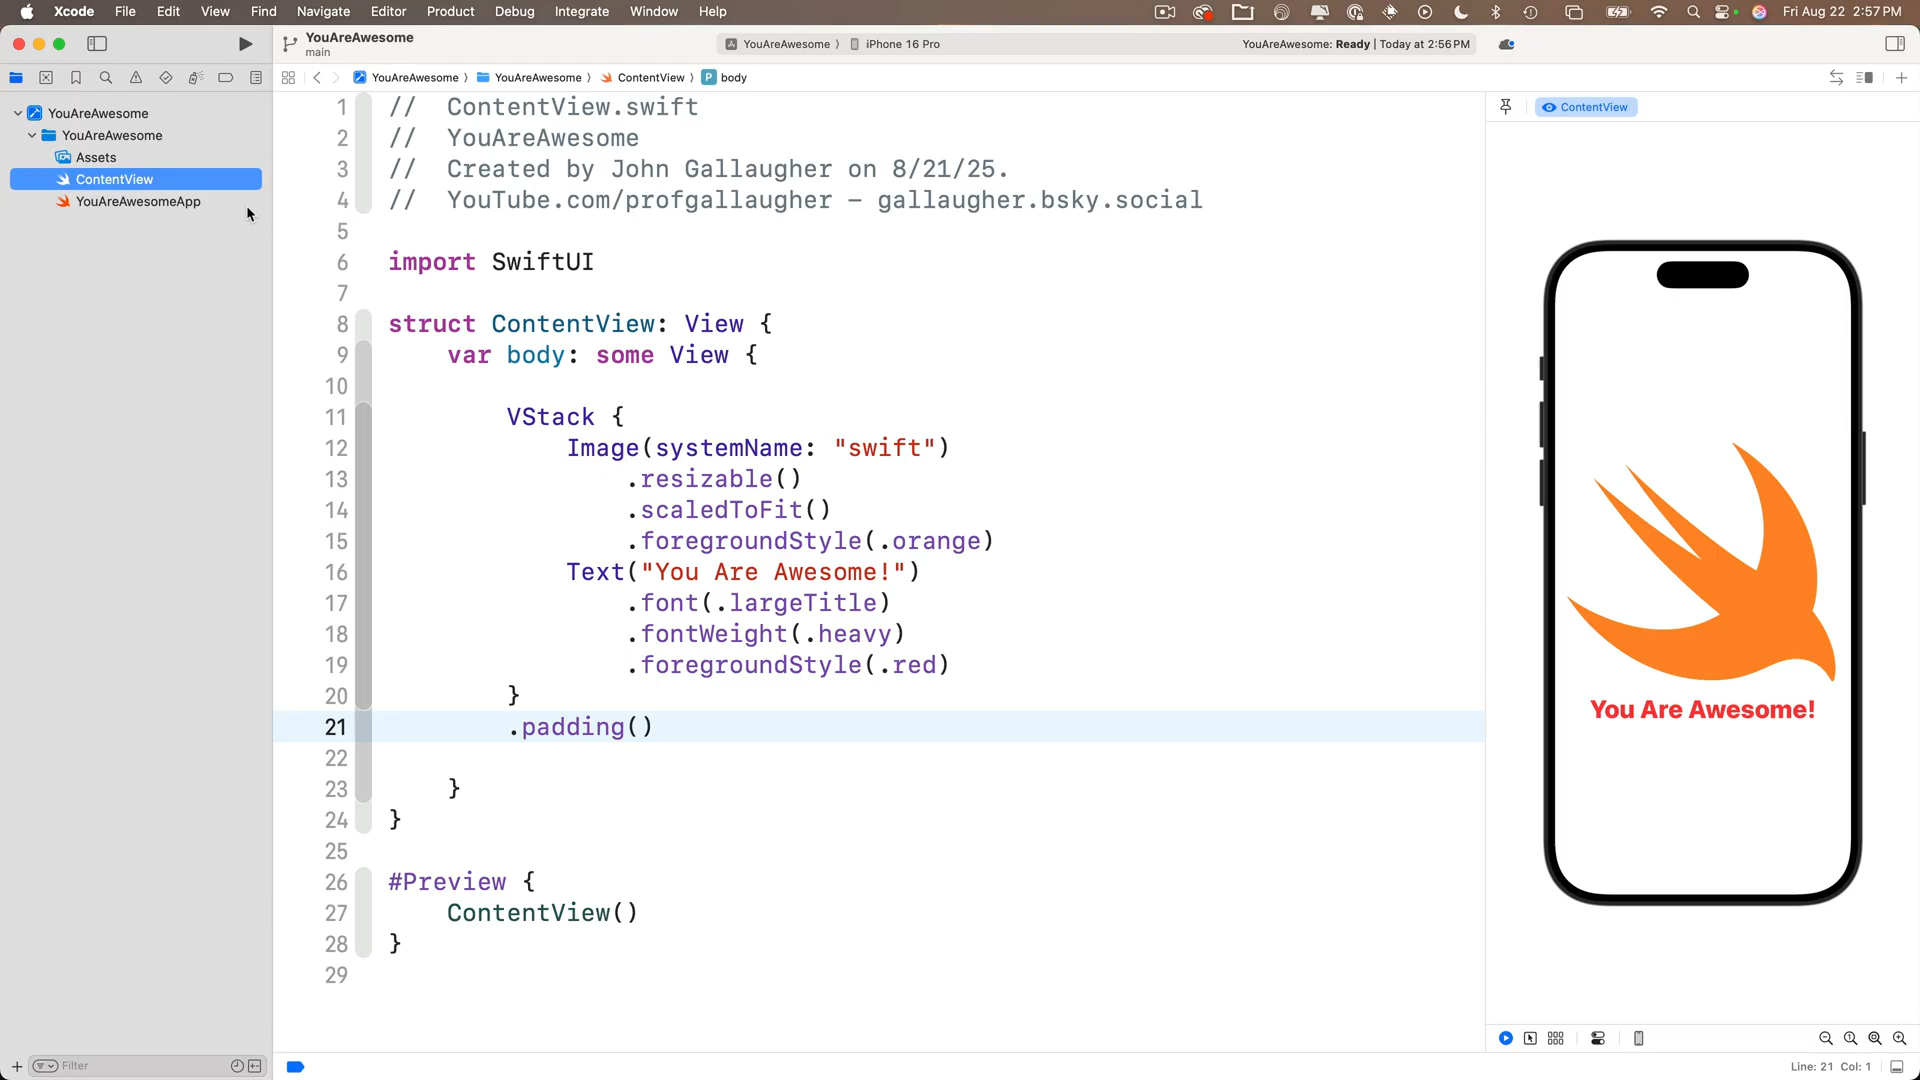 Xcode File Edit View Find Navigate Editor Product Debug Integrate Window Help Fri Aug 22 2:57 PM
YouAreAwesome
main
YouAreAwesome 〉 iPhone 16 Pro
YouAreAwesome: Ready | Today at 2:56 PM
YouAreAwesome 〉 YouAreAwesome 〉 ContentView 〉 P body
YouAreAwesome
YouAreAwesome
Assets
ContentView
YouAreAwesomeApp
1 // ContentView.swift
2 // YouAreAwesome
3 // Created by John Gallaugher on 8/21/25.
4 // YouTube.com/profgallaugher – gallaugher.bsky.social
5
6 import SwiftUI
7
8 struct ContentView: View {
9 var body: some View {
10
11 VStack {
12 Image(systemName: "swift")
13 .resizable()
14 .scaledToFit()
15 .foregroundStyle(.orange)
16 Text("You Are Awesome!")
17 .font(.largeTitle)
18 .fontWeight(.heavy)
19 .foregroundStyle(.red)
20 }
21 .padding()
22
23 }
24 }
25
26 #Preview {
27 ContentView()
28 }
29
ContentView
You Are Awesome!
Filter
Line: 21 Col: 1